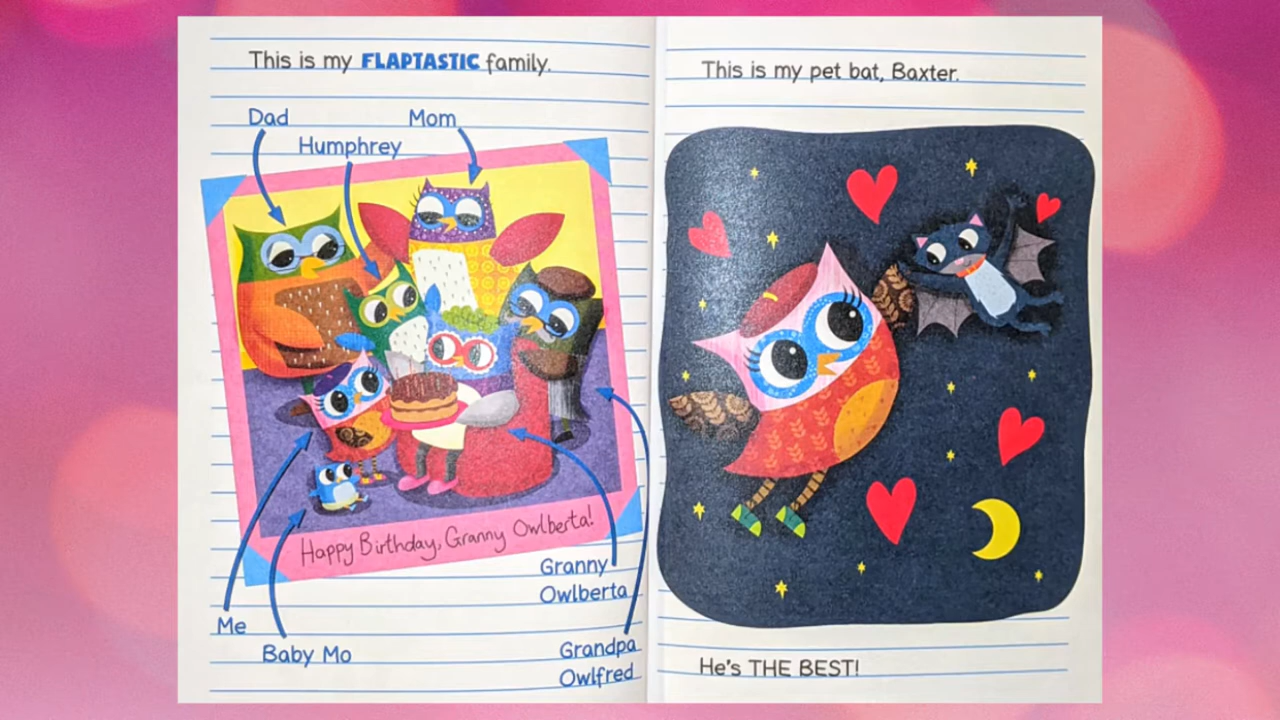 This is my FLAPTASTIC family.
Dad
Mom
Humphrey
Happy Birthday, Granny Owlberta!
Granny
Owlberta
Me
Baby Mo
Grandpa
Owlfred
This is my pet bat, Baxter.
He's THE BEST!